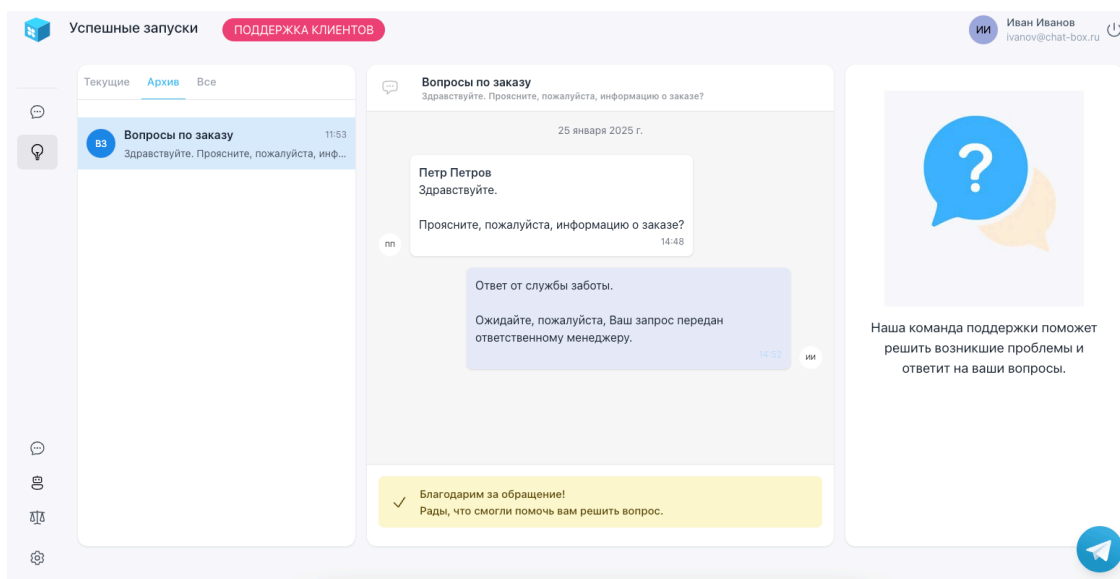 Успешные запуски
ПОДДЕРЖКА КЛИЕНТОВ
ИИ
Иван Иванов
ivanov@chat-box.ru
Текущие Архив Все
ВЗ
Вопросы по заказу 11:53
Здравствуйте. Проясните, пожалуйста, инф...
Вопросы по заказу
Здравствуйте. Проясните, пожалуйста, информацию о заказе?
25 января 2025 г.
Петр Петров
Здравствуйте.
Проясните, пожалуйста, информацию о заказе?
14:48
пп
Ответ от службы заботы.
Ожидайте, пожалуйста, Ваш запрос передан
ответственному менеджеру.
14:52
ии
Благодарим за обращение!
Рады, что смогли помочь вам решить вопрос.
?
Наша команда поддержки поможет
решить возникшие проблемы и
ответит на ваши вопросы.